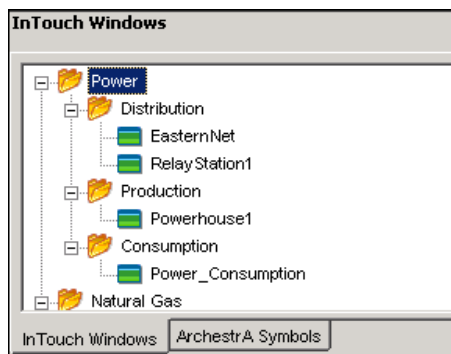 InTouch Windows
Power
Distribution
EasternNet
RelayStation1
Production
Powerhouse1
Consumption
Power_Consumption
Natural Gas
InTouch Windows ArchestrA Symbols